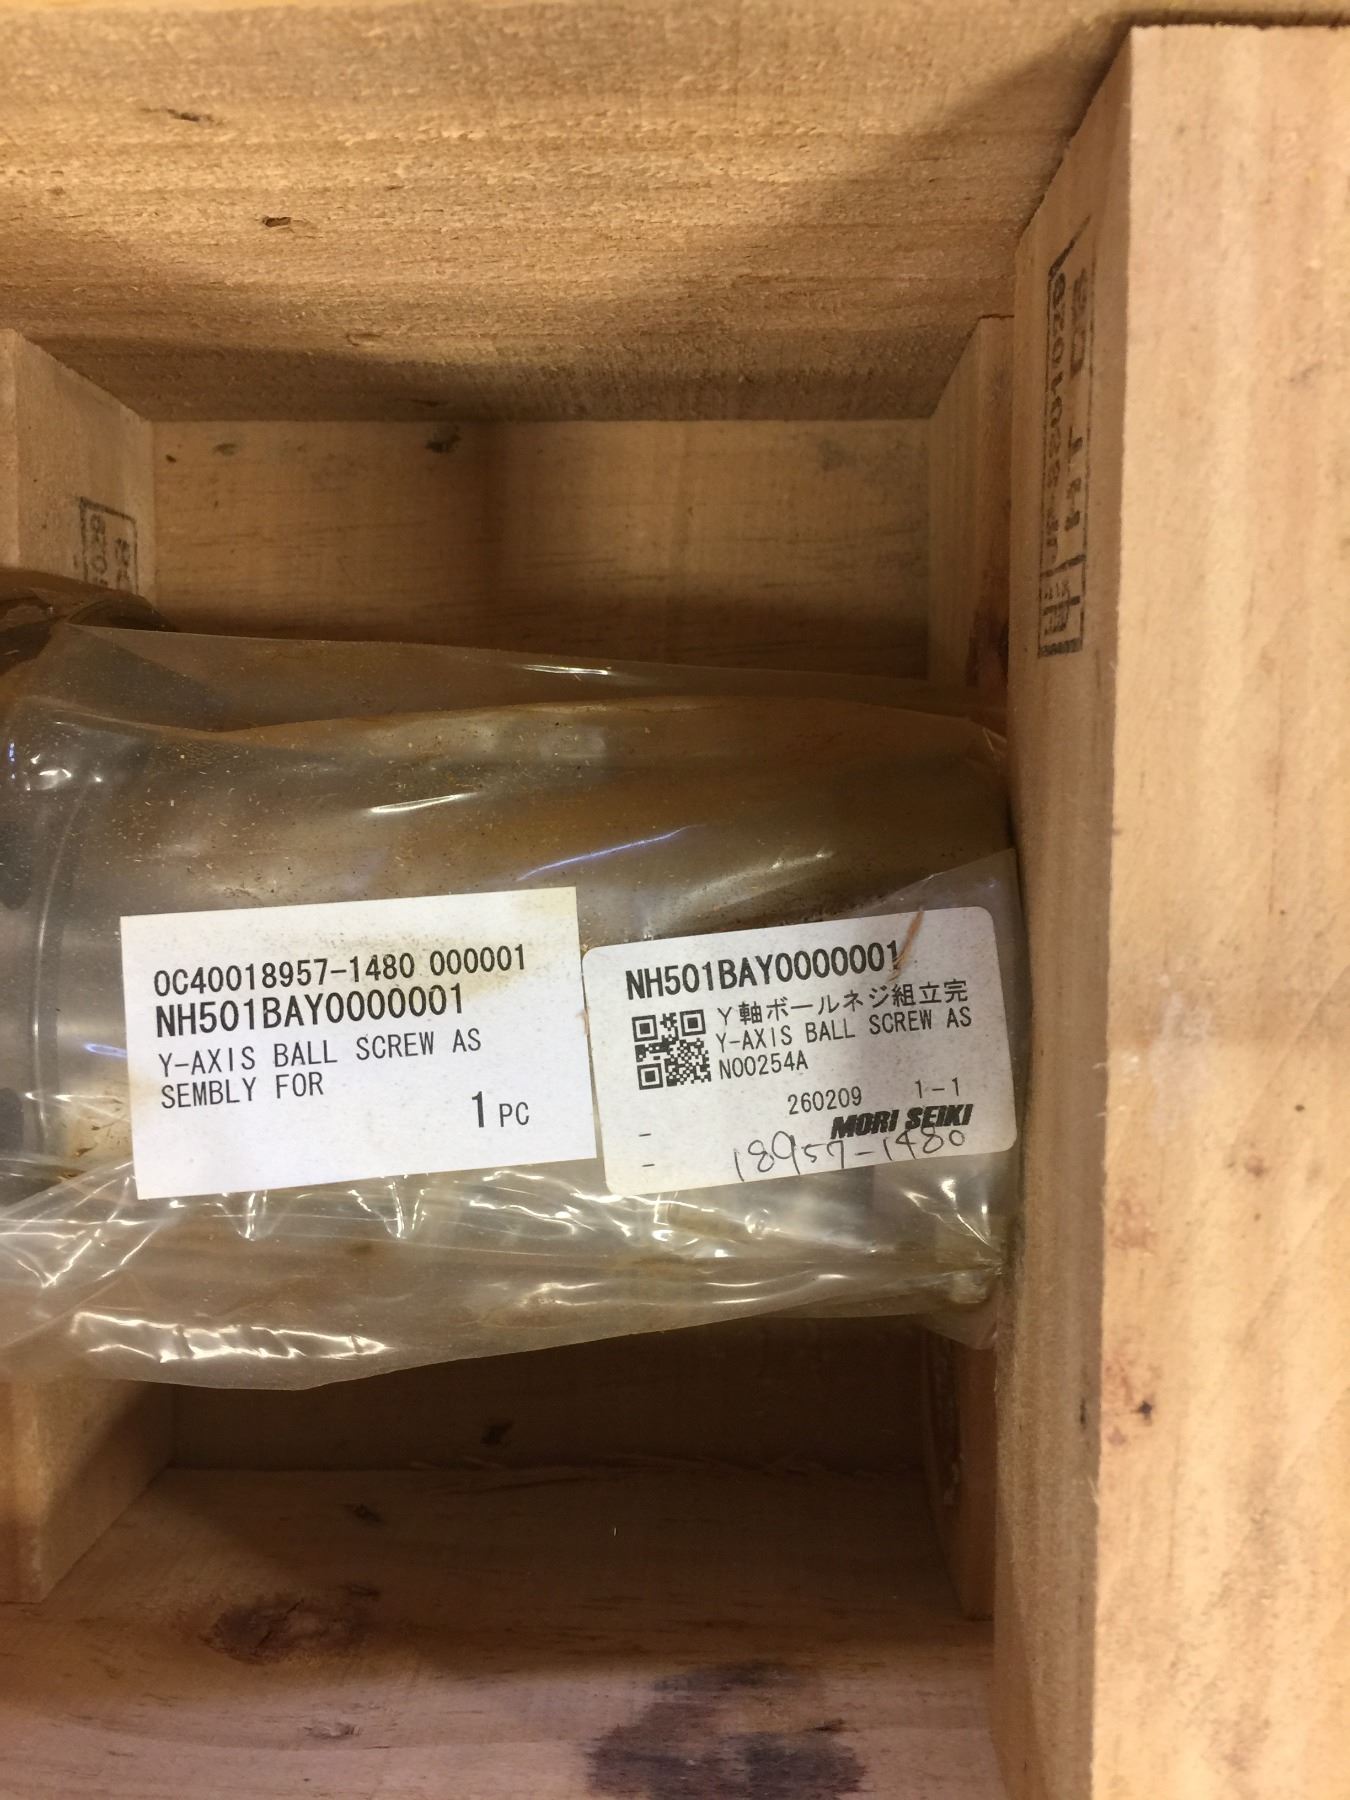 OC40018957-1480 000001
NH501BAY0000001
Y-AXIS BALL SCREW AS
SEMBLY FOR
1 PC
NH501BAY0000001
Y軸ボールネジ組立完
Y-AXIS BALL SCREW AS
N00254A
260209 1-1
-
MORI SEIKI
-
18957-1480